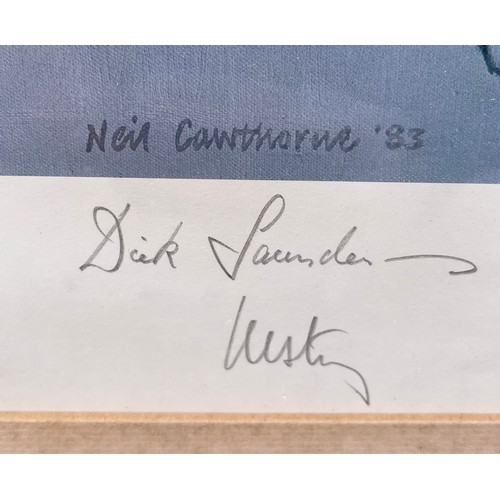 Neil Cawthorne '83
Dick Saunders